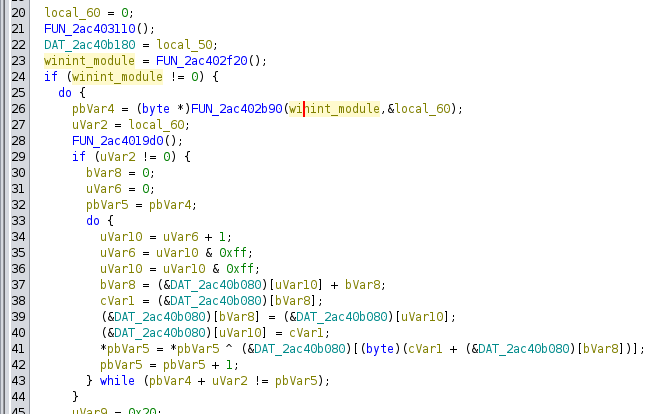 20 local_60 = 0;
21 FUN_2ac403110();
22 DAT_2ac40b180 = local_50;
23 winint_module = FUN_2ac402f20();
24 if (winint_module != 0) {
25 do {
26 pbVar4 = (byte *)FUN_2ac402b90(winint_module,&local_60);
27 uVar2 = local_60;
28 FUN_2ac4019d0();
29 if (uVar2 != 0) {
30 bVar8 = 0;
31 uVar6 = 0;
32 pbVar5 = pbVar4;
33 do {
34 uVar10 = uVar6 + 1;
35 uVar6 = uVar10 & 0xff;
36 uVar10 = uVar10 & 0xff;
37 bVar8 = (&DAT_2ac40b080)[uVar10] + bVar8;
38 cVar1 = (&DAT_2ac40b080)[bVar8];
39 (&DAT_2ac40b080)[bVar8] = (&DAT_2ac40b080)[uVar10];
40 (&DAT_2ac40b080)[uVar10] = cVar1;
41 *pbVar5 = *pbVar5 ^ (&DAT_2ac40b080)[(byte)(cVar1 + (&DAT_2ac40b080)[bVar8])];
42 pbVar5 = pbVar5 + 1;
43 } while (pbVar4 + uVar2 != pbVar5);
44 }
45 uVar9 = 0x20;